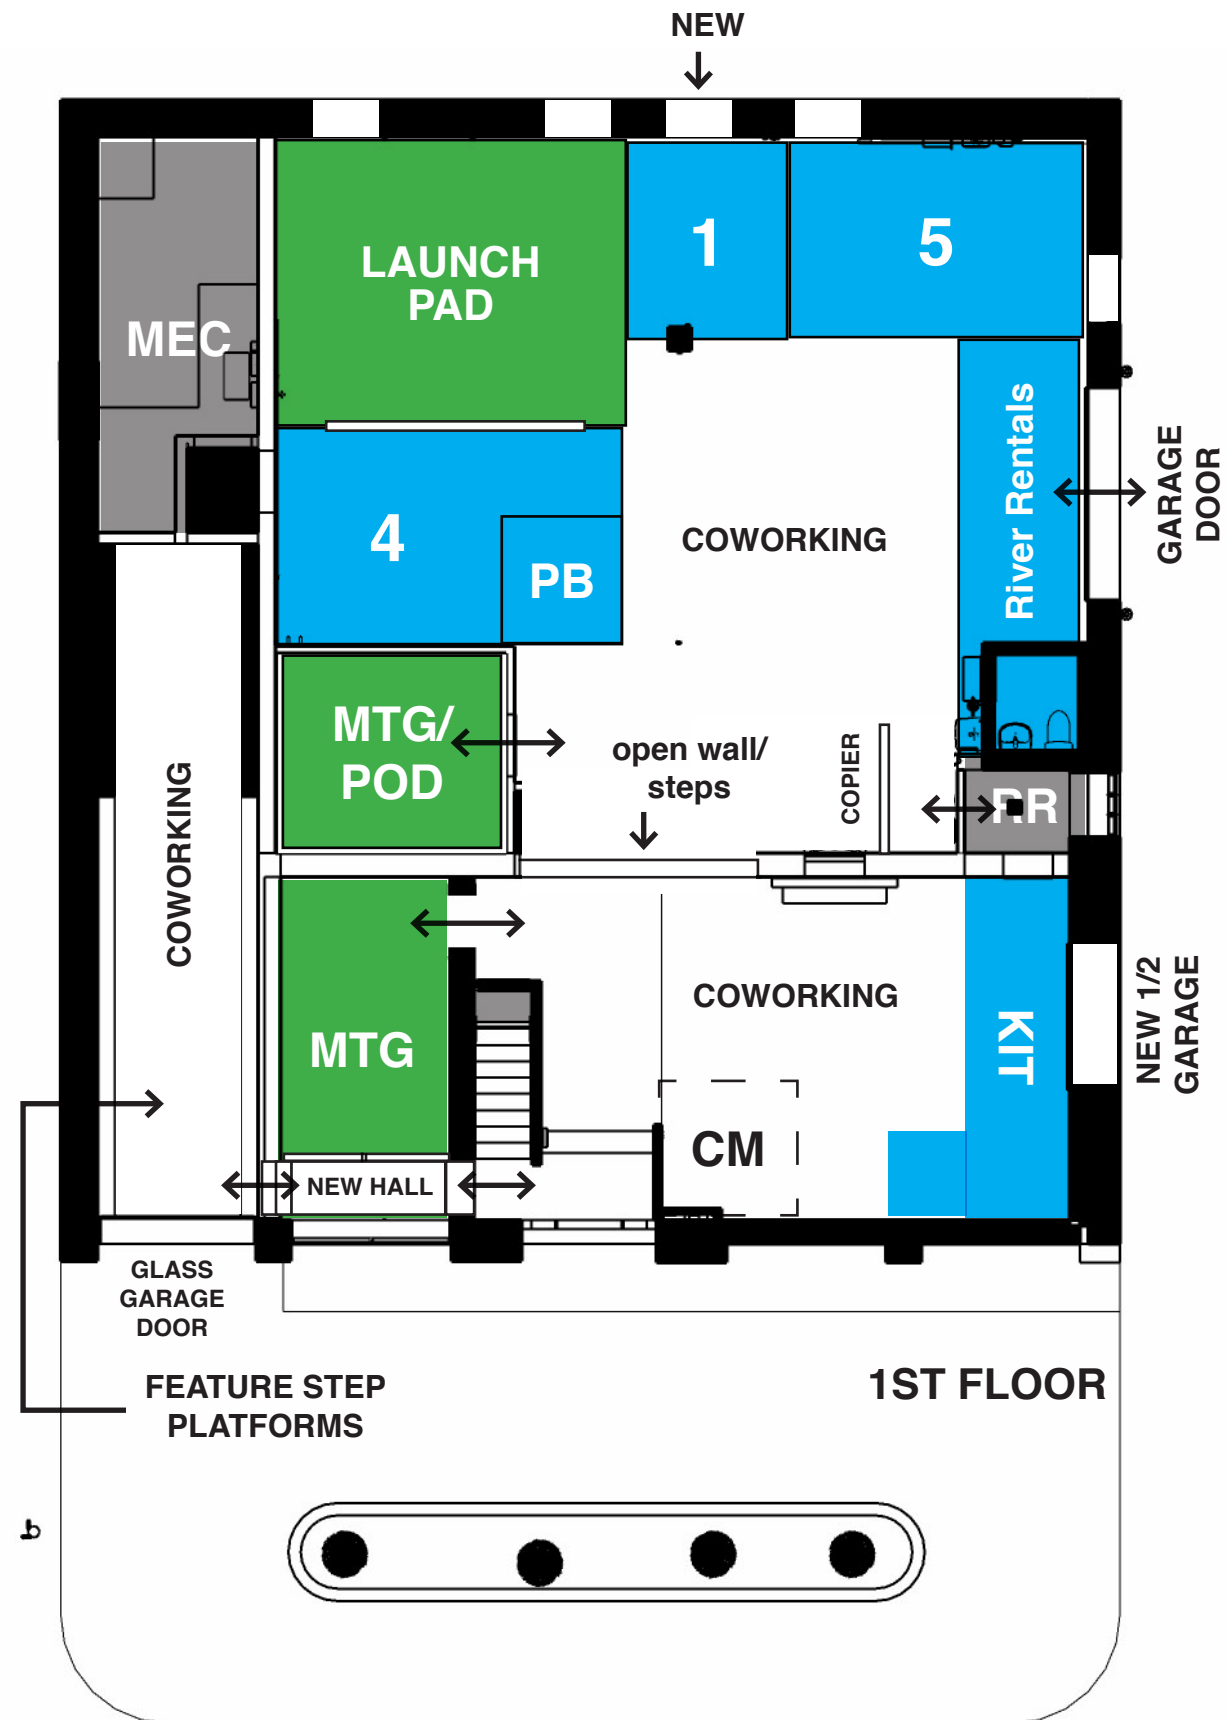 NEW
LAUNCH
PAD
1
5
MEC
River Rentals
GARAGE
DOOR
4
PB
COWORKING
MTG/
POD
open wall/
steps
COPIER
RR
COWORKING
MTG
COWORKING
KIT
NEW 1/2
GARAGE
CM
NEW HALL
GLASS
GARAGE
DOOR
FEATURE STEP
PLATFORMS
1ST FLOOR